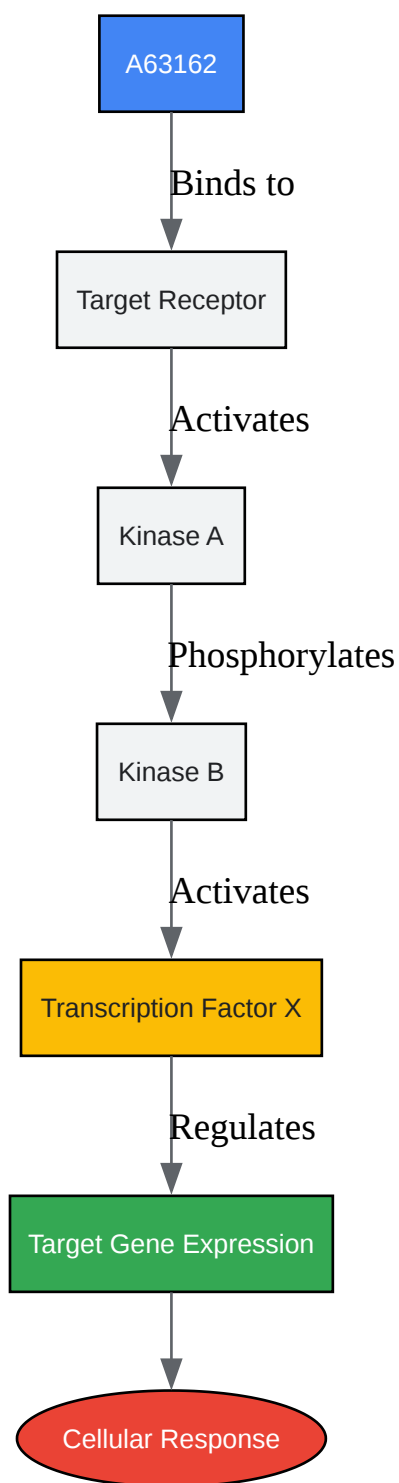 A63162
Binds to
Target Receptor
Activates
Kinase A
Phosphorylates
Kinase B
Activates
Transcription Factor X
Regulates
Target Gene Expression
Cellular Response